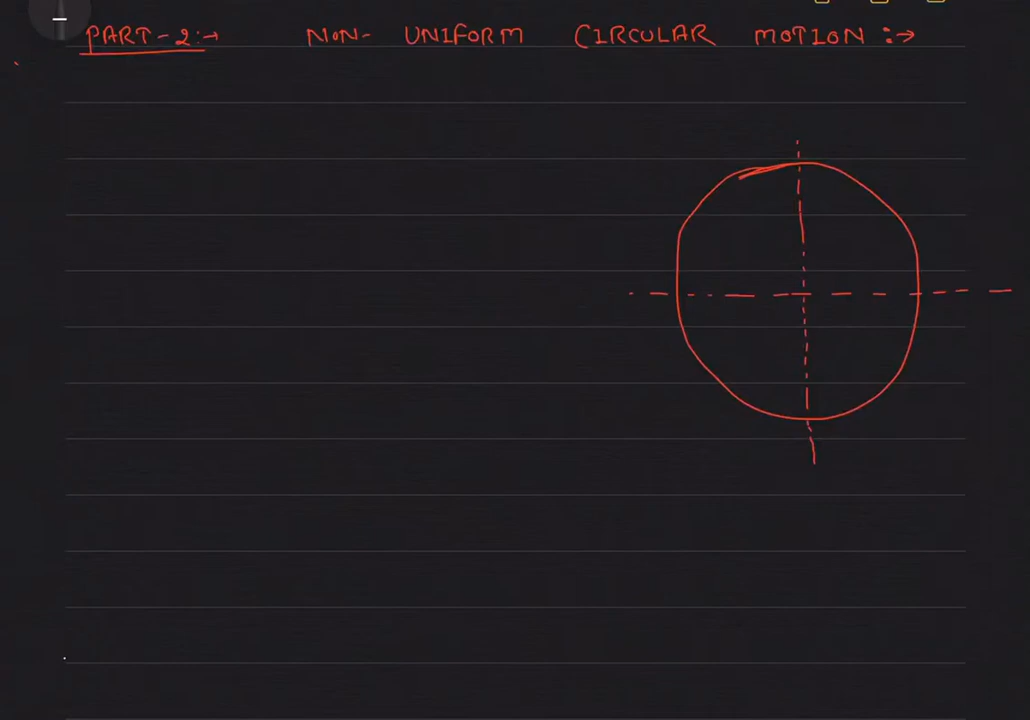 PART-2:→ NON- UNIFORM CIRCULAR MOTION :→